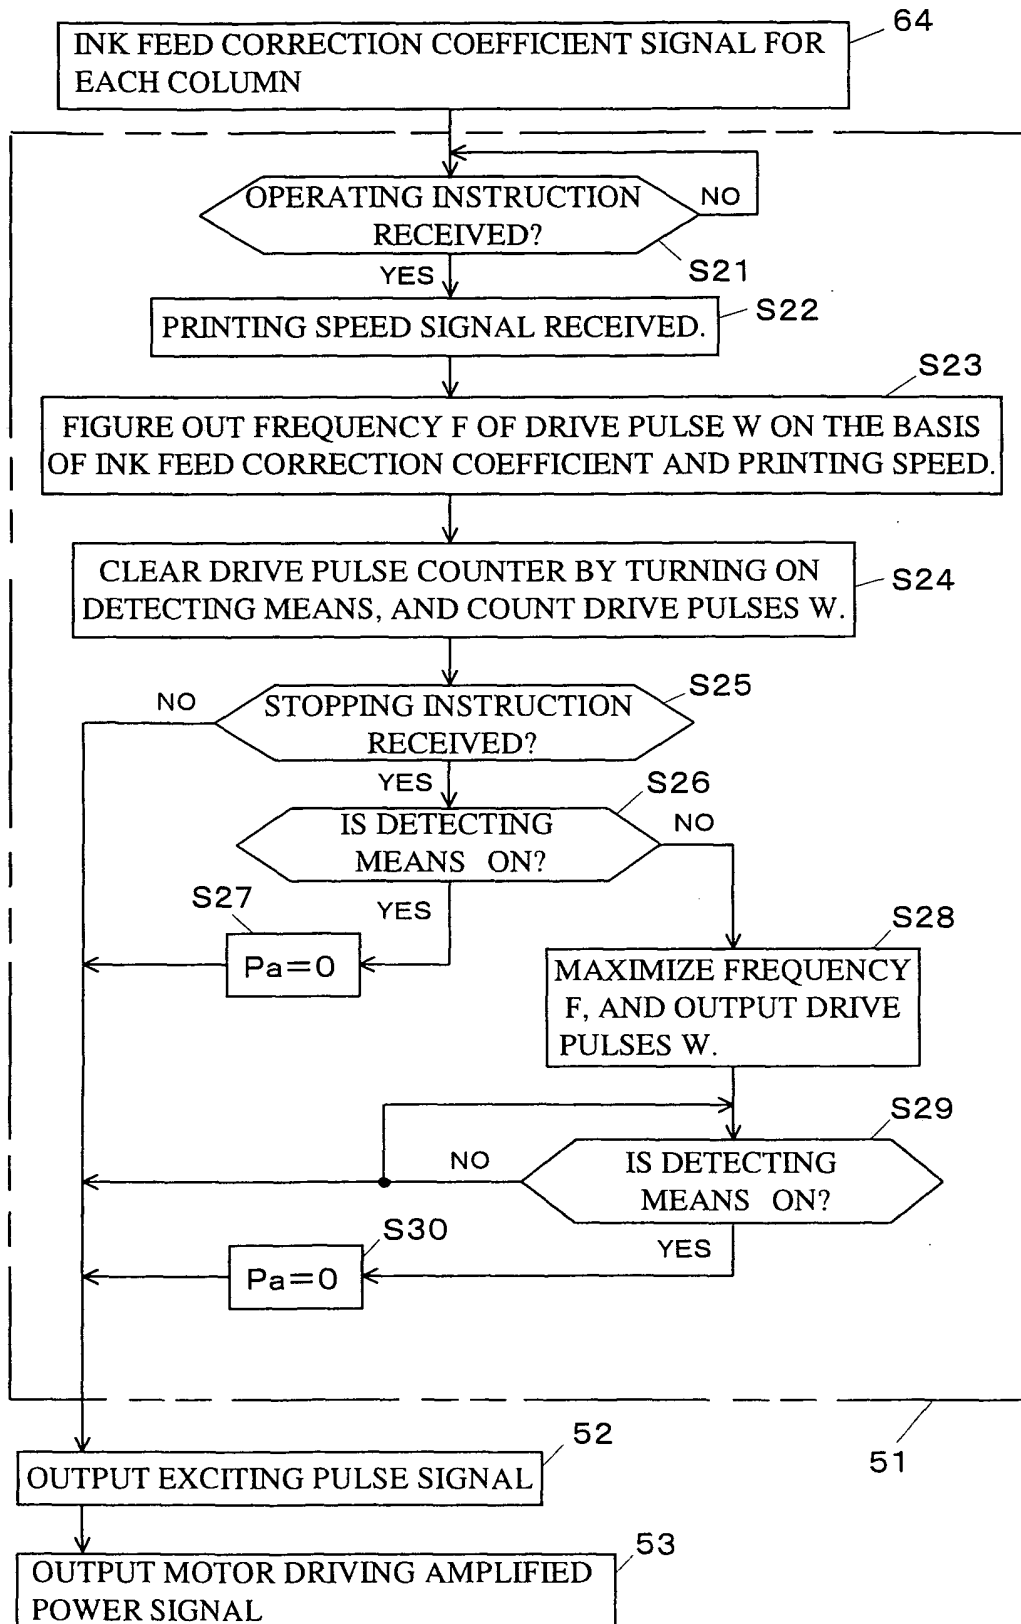 64
INK FEED CORRECTION COEFFICIENT SIGNAL FOR
EACH COLUMN
OPERATING INSTRUCTION
RECEIVED?
NO
S21
YES
S22
PRINTING SPEED SIGNAL RECEIVED.
S23
FIGURE OUT FREQUENCY F OF DRIVE PULSE W ON THE BASIS
OF INK FEED CORRECTION COEFFICIENT AND PRINTING SPEED.
CLEAR DRIVE PULSE COUNTER BY TURNING ON
DETECTING MEANS, AND COUNT DRIVE PULSES W.
S24
S25
NO
STOPPING INSTRUCTION
RECEIVED?
YES
S26
IS DETECTING
MEANS ON?
NO
S27
YES
Pa=0
S28
MAXIMIZE FREQUENCY
F, AND OUTPUT DRIVE
PULSES W.
S29
NO
IS DETECTING
MEANS ON?
S30
YES
Pa=0
51
52
OUTPUT EXCITING PULSE SIGNAL
53
OUTPUT MOTOR DRIVING AMPLIFIED
POWER SIGNAL